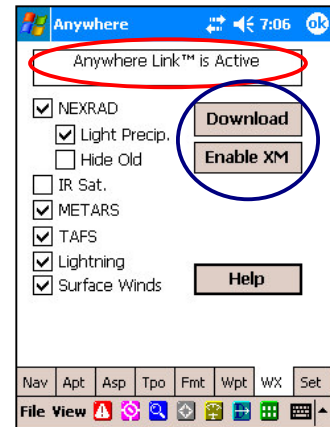 Anywhere 7:06 ok
Anywhere Link™ is Active
NEXRAD
Light Precip.
Hide Old
IR Sat.
METARS
TAFS
Lightning
Surface Winds
Download
Enable XM
Help
Nav Apt Asp Tpo Fmt Wpt WX Set
File View